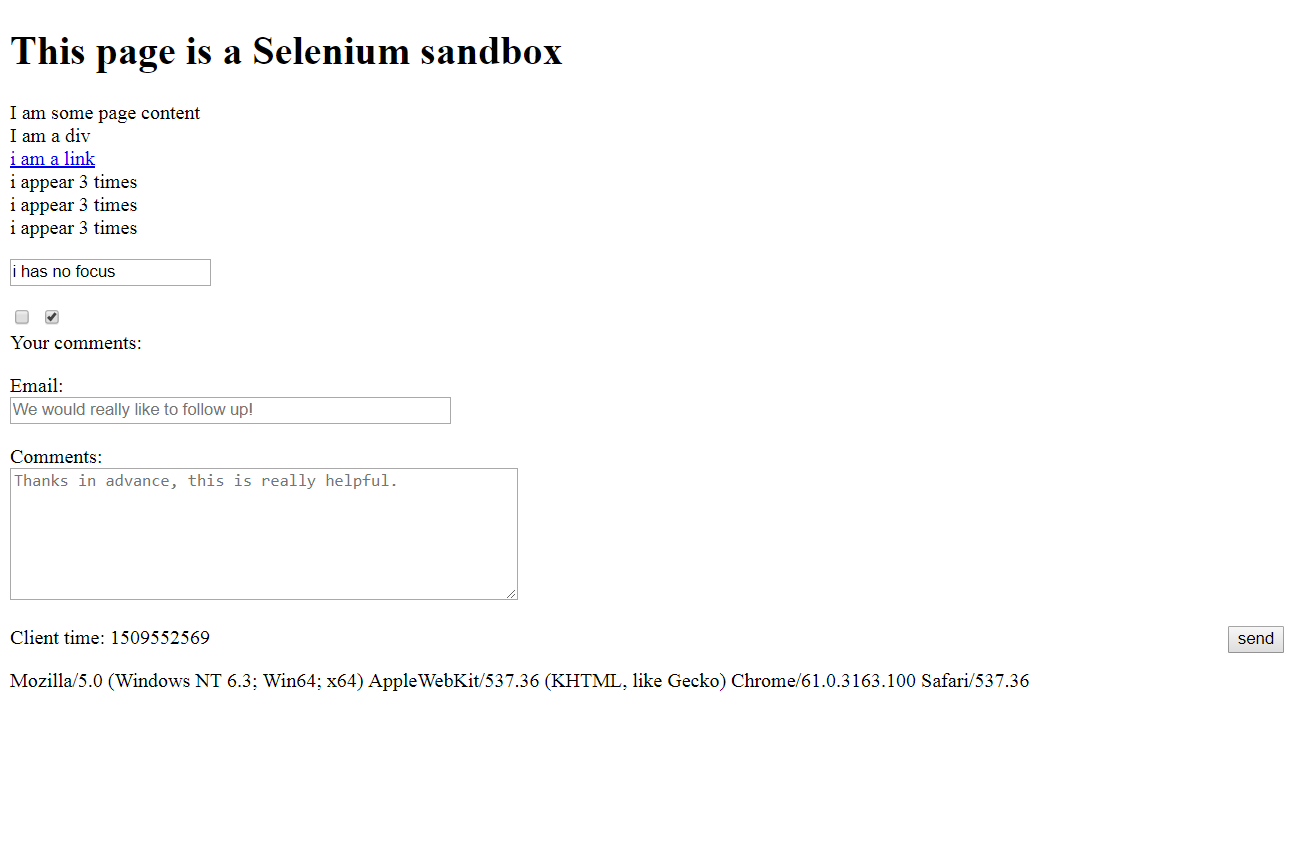 This page is a Selenium sandbox
I am some page content
I am a div
i am a link
i appear 3 times
i appear 3 times
i appear 3 times
i has no focus
Your comments:
Email:
We would really like to follow up!
Comments:
Thanks in advance, this is really helpful.
Client time: 1509552569
send
Mozilla/5.0 (Windows NT 6.3; Win64; x64) AppleWebKit/537.36 (KHTML, like Gecko) Chrome/61.0.3163.100 Safari/537.36